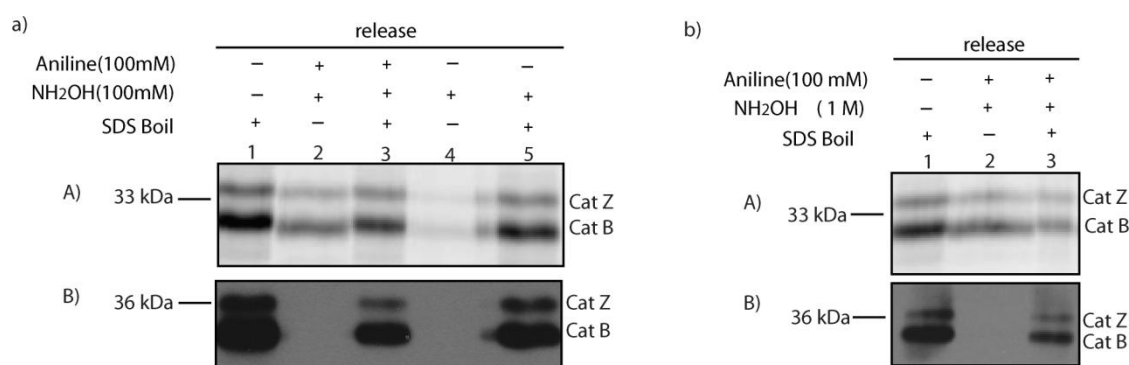 a)
release
Aniline(100mM) – + + – –
NH2OH(100mM) – + + + +
SDS Boil + – + – +
1 2 3 4 5
A)
33 kDa
Cat Z
Cat B
B)
36 kDa
Cat Z
Cat B
b)
release
Aniline(100 mM) – + +
NH2OH ( 1 M) – + +
SDS Boil + – +
1 2 3
A)
33 kDa
Cat Z
Cat B
B)
36 kDa
Cat Z
Cat B